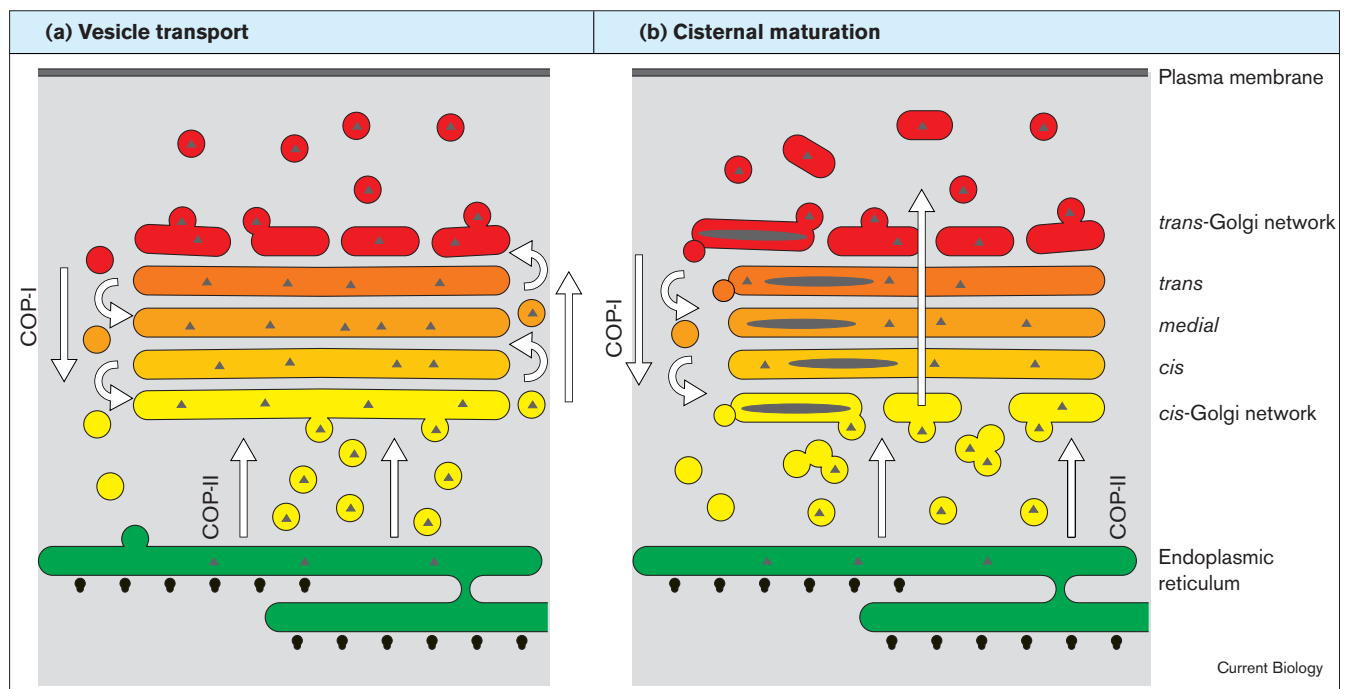 (a) Vesicle transport
(b) Cisternal maturation
Plasma membrane
trans-Golgi network
trans
medial
cis
cis-Golgi network
Endoplasmic
reticulum
COP-I
COP-II
COP-I
COP-II
Current Biology